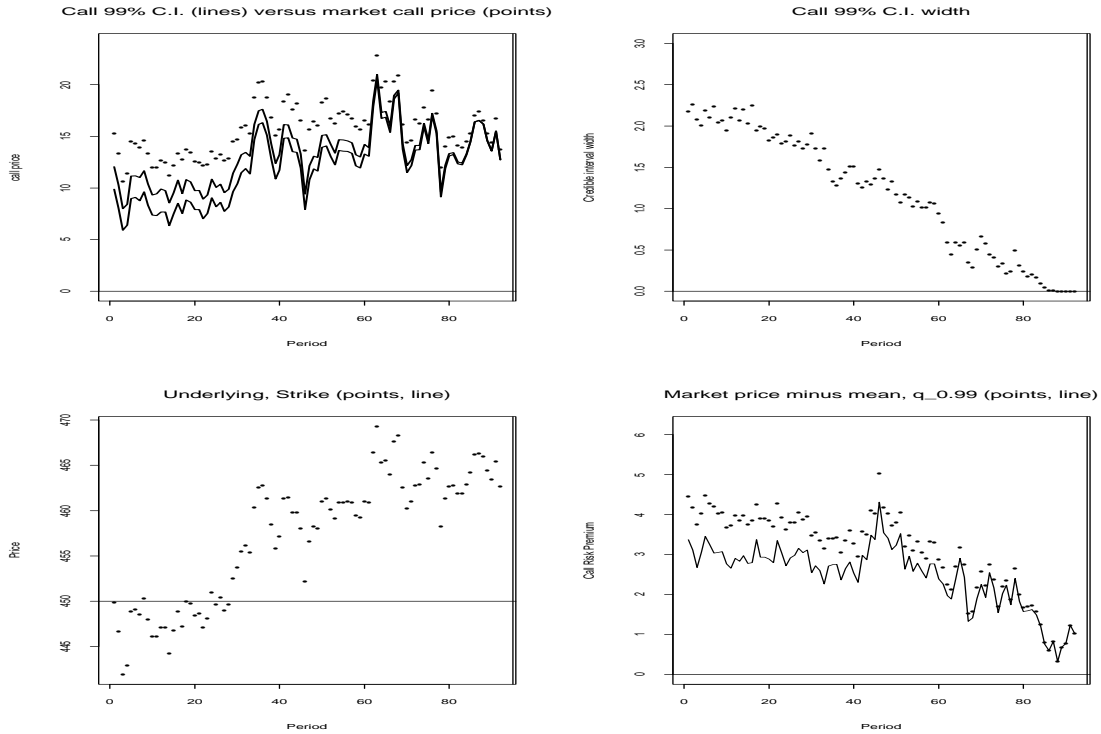 Call 99% C.I. (lines) versus market call price (points)
call price
20
15
10
5
0
0 20 40 60 80
Period
Call 99% C.I. width
Credible interval width
3.0
2.5
2.0
1.5
1.0
0.5
0.0
0 20 40 60 80
Period
Underlying, Strike (points, line)
Price
470
465
460
455
450
445
0 20 40 60 80
Period
Market price minus mean, q_0.99 (points, line)
Call Risk Premium
6
5
4
3
2
1
0
0 20 40 60 80
Period